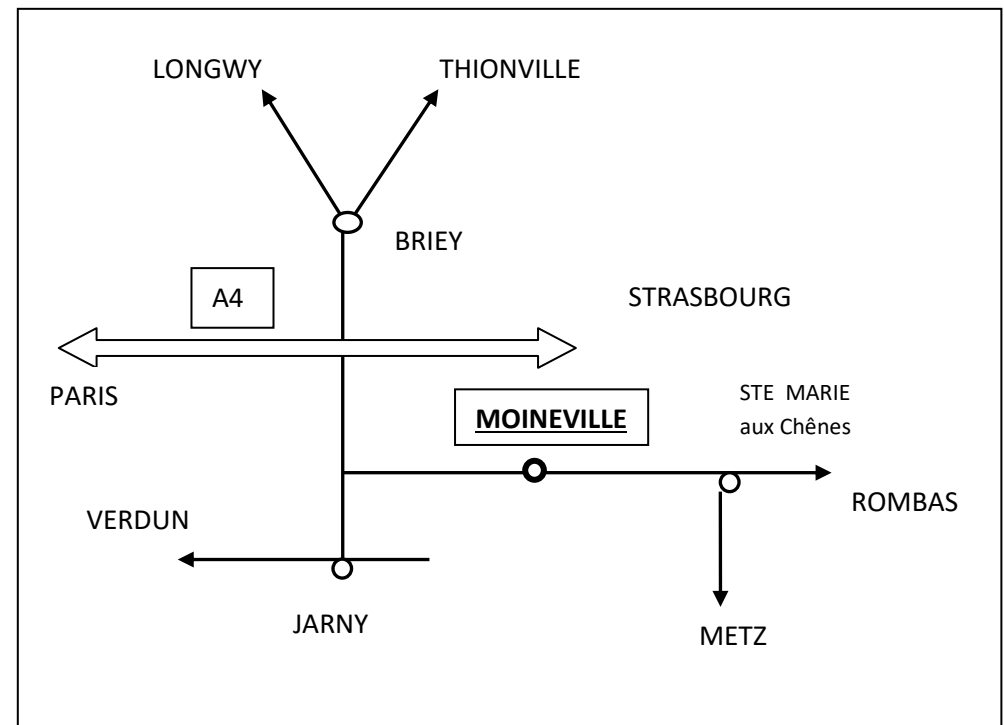 LONGWY
THIONVILLE
BRIEY
A4
STRASBOURG
PARIS
MOINEVILLE
STE MARIE
aux Chênes
ROMBAS
VERDUN
JARNY
METZ